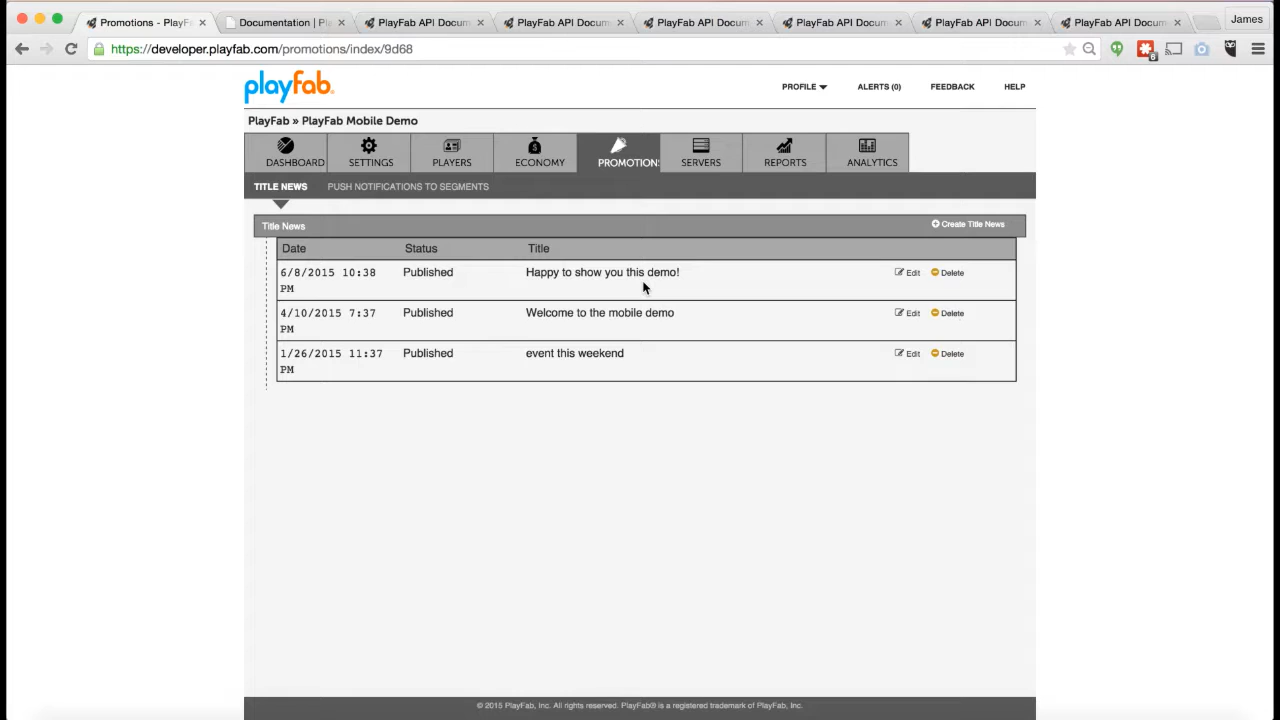 Promotions - PlayF
Documentation | Pla
PlayFab API Docum
PlayFab API Docum
PlayFab API Docum
PlayFab API Docum
PlayFab API Docum
PlayFab API Docum
James
https://developer.playfab.com/promotions/index/9d68
6
playfab.
PROFILE
ALERTS (0)
FEEDBACK
HELP
PlayFab » PlayFab Mobile Demo
DASHBOARD
SETTINGS
PLAYERS
ECONOMY
PROMOTION
SERVERS
REPORTS
ANALYTICS
TITLE NEWS
PUSH NOTIFICATIONS TO SEGMENTS
Title News
Create Title News
Date Status Title
6/8/2015 10:38 Published Happy to show you this demo! Edit Delete
PM
4/10/2015 7:37 Published Welcome to the mobile demo Edit Delete
PM
1/26/2015 11:37 Published event this weekend Edit Delete
PM
© 2015 PlayFab, Inc. All rights reserved. PlayFab® is a registered trademark of PlayFab, Inc.